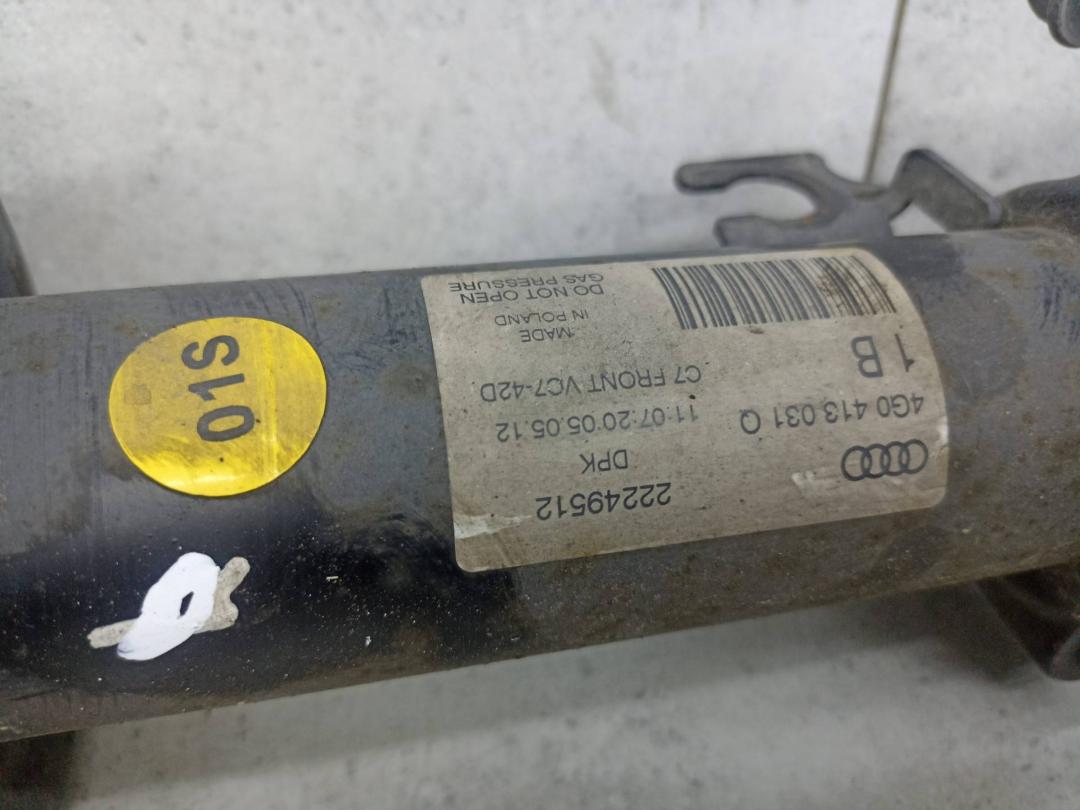 22249512
DPK
11:07:20 05.05.12
C7 FRONT VC7-42D
MADE
IN POLAND
DO NOT OPEN
GAS PRESSURE
4G0 413 031 Q
1 B
01S